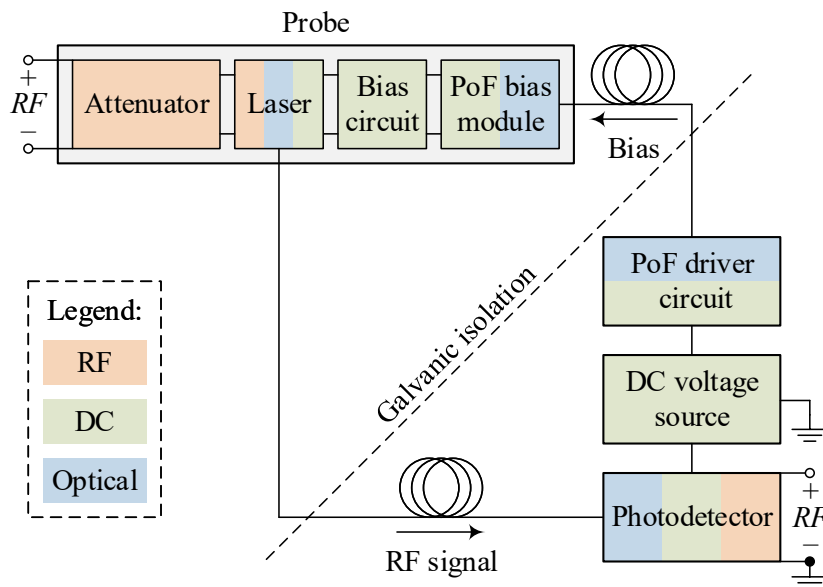 Probe
+
RF
−
Attenuator
Laser
Bias
circuit
PoF bias
module
Bias
Galvanic isolation
PoF driver
circuit
DC voltage
source
Legend:
RF
DC
Optical
RF signal
Photodetector
+
RF
−